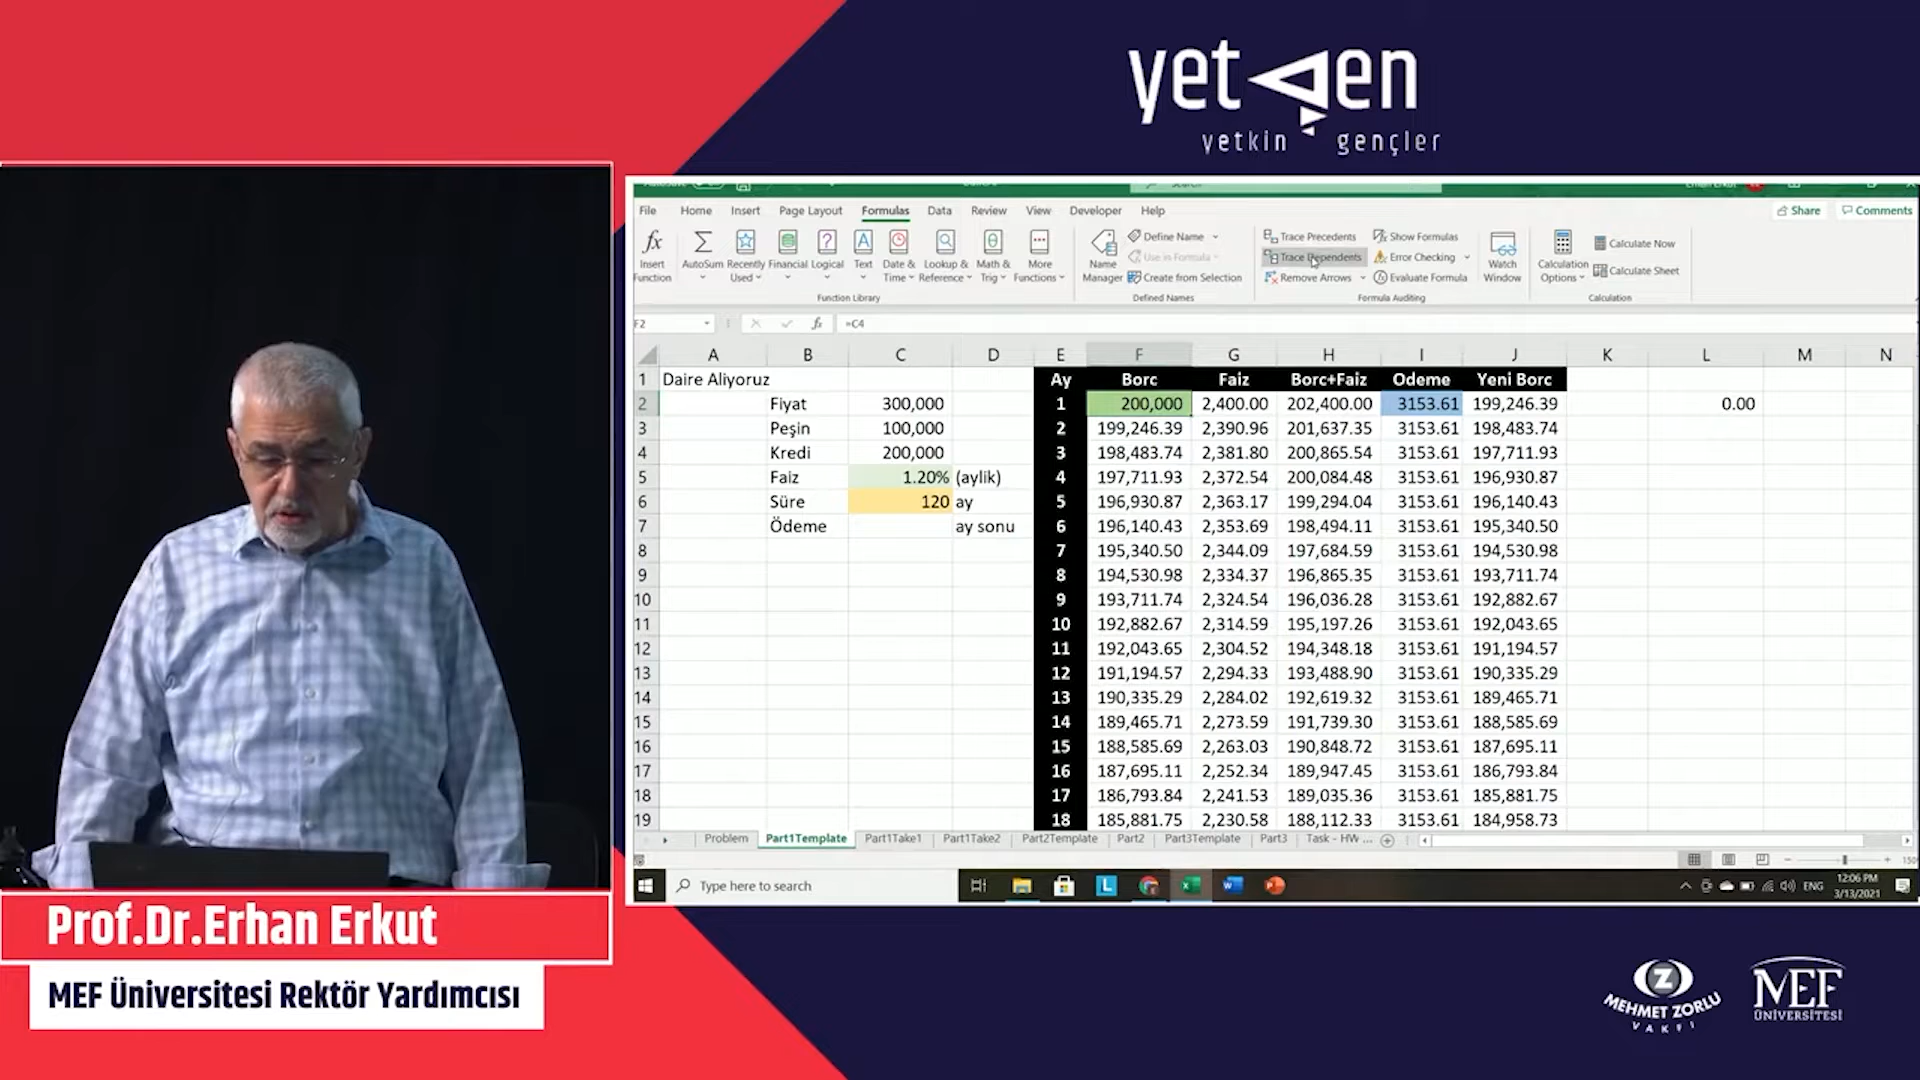 yetgen
yetkin gençler
File Home Insert Page Layout Formulas Data Review View Developer Help Share Comments
Insert Function
AutoSum
Recently Used
Financial
Logical
Text
Date & Time
Lookup & Reference
Math & Trig
More Functions
Function Library
Name Manager
Define Name
Use in Formula
Create from Selection
Defined Names
Trace Precedents
Trace Dependents
Remove Arrows
Show Formulas
Error Checking
Evaluate Formula
Formula Auditing
Watch Window
Calculation Options
Calculate Now
Calculate Sheet
Calculation
F2 fx =C4
A B C D E F G H I J K L M N
1 Daire Aliyoruz Ay Borc Faiz Borc+Faiz Odeme Yeni Borc
2 Fiyat 300,000 1 200,000 2,400.00 202,400.00 3153.61 199,246.39 0.00
3 Peşin 100,000 2 199,246.39 2,390.96 201,637.35 3153.61 198,483.74
4 Kredi 200,000 3 198,483.74 2,381.80 200,865.54 3153.61 197,711.93
5 Faiz 1.20% (aylik) 4 197,711.93 2,372.54 200,084.48 3153.61 196,930.87
6 Süre 120 ay 5 196,930.87 2,363.17 199,294.04 3153.61 196,140.43
7 Ödeme ay sonu 6 196,140.43 2,353.69 198,494.11 3153.61 195,340.50
8 7 195,340.50 2,344.09 197,684.59 3153.61 194,530.98
9 8 194,530.98 2,334.37 196,865.35 3153.61 193,711.74
10 9 193,711.74 2,324.54 196,036.28 3153.61 192,882.67
11 10 192,882.67 2,314.59 195,197.26 3153.61 192,043.65
12 11 192,043.65 2,304.52 194,348.18 3153.61 191,194.57
13 12 191,194.57 2,294.33 193,488.90 3153.61 190,335.29
14 13 190,335.29 2,284.02 192,619.32 3153.61 189,465.71
15 14 189,465.71 2,273.59 191,739.30 3153.61 188,585.69
16 15 188,585.69 2,263.03 190,848.72 3153.61 187,695.11
17 16 187,695.11 2,252.34 189,947.45 3153.61 186,793.84
18 17 186,793.84 2,241.53 189,035.36 3153.61 185,881.75
19 18 185,881.75 2,230.58 188,112.33 3153.61 184,958.73
Problem Part1Template Part1Take1 Part1Take2 Part2Template Part2 Part3Template Part3 Task - HW ...
Type here to search
ENG
12:06 PM
3/13/2021
Prof.Dr.Erhan Erkut
MEF Üniversitesi Rektör Yardımcısı
MEHMET ZORLU
VAKFI
MEF
ÜNİVERSİTESİ